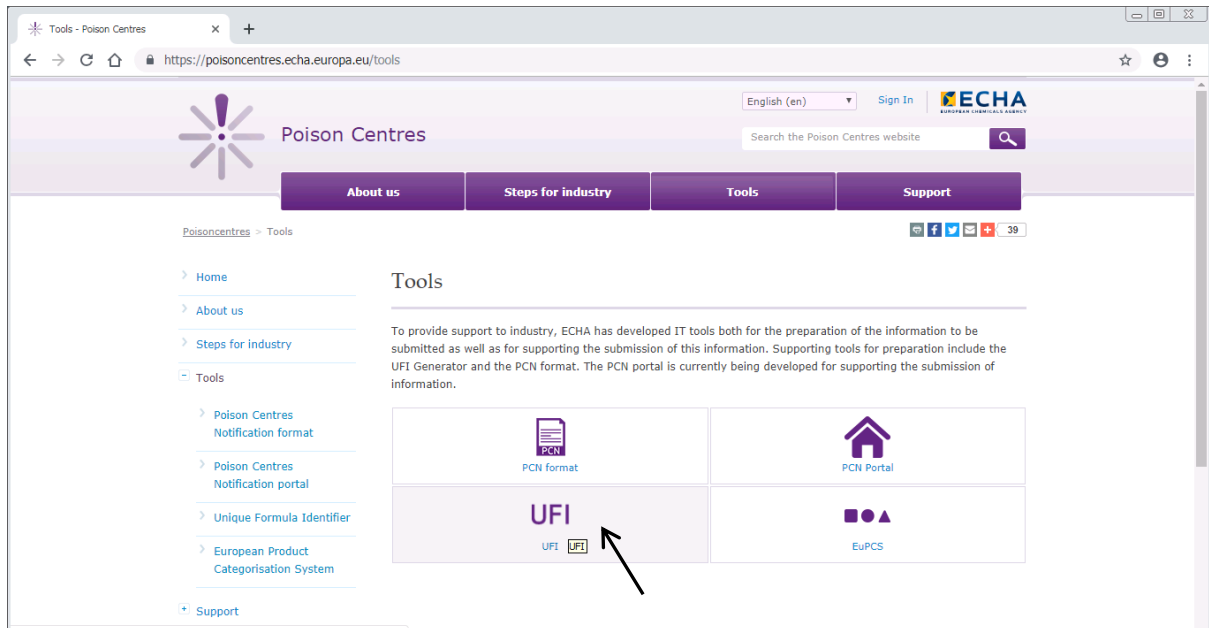 Tools - Poison Centres
https://poisoncentres.echa.europa.eu/tools
English (en)
Sign In
ECHA
EUROPEAN CHEMICALS AGENCY
Poison Centres
Search the Poison Centres website
About us
Steps for industry
Tools
Support
Poisoncentres > Tools
39
Home
About us
Steps for industry
Tools
Poison Centres
Notification format
Poison Centres
Notification portal
Unique Formula Identifier
European Product
Categorisation System
Support
Tools
To provide support to industry, ECHA has developed IT tools both for the preparation of the information to be
submitted as well as for supporting the submission of this information. Supporting tools for preparation include the
UFI Generator and the PCN format. The PCN portal is currently being developed for supporting the submission of
information.
PCN
PCN format
PCN Portal
UFI
UFI UFI
EuPCS